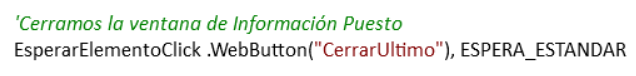 'Cerramos la ventana de Información Puesto
EsperarElementoClick .WebButton("CerrarUltimo"), ESPERA_ESTANDAR